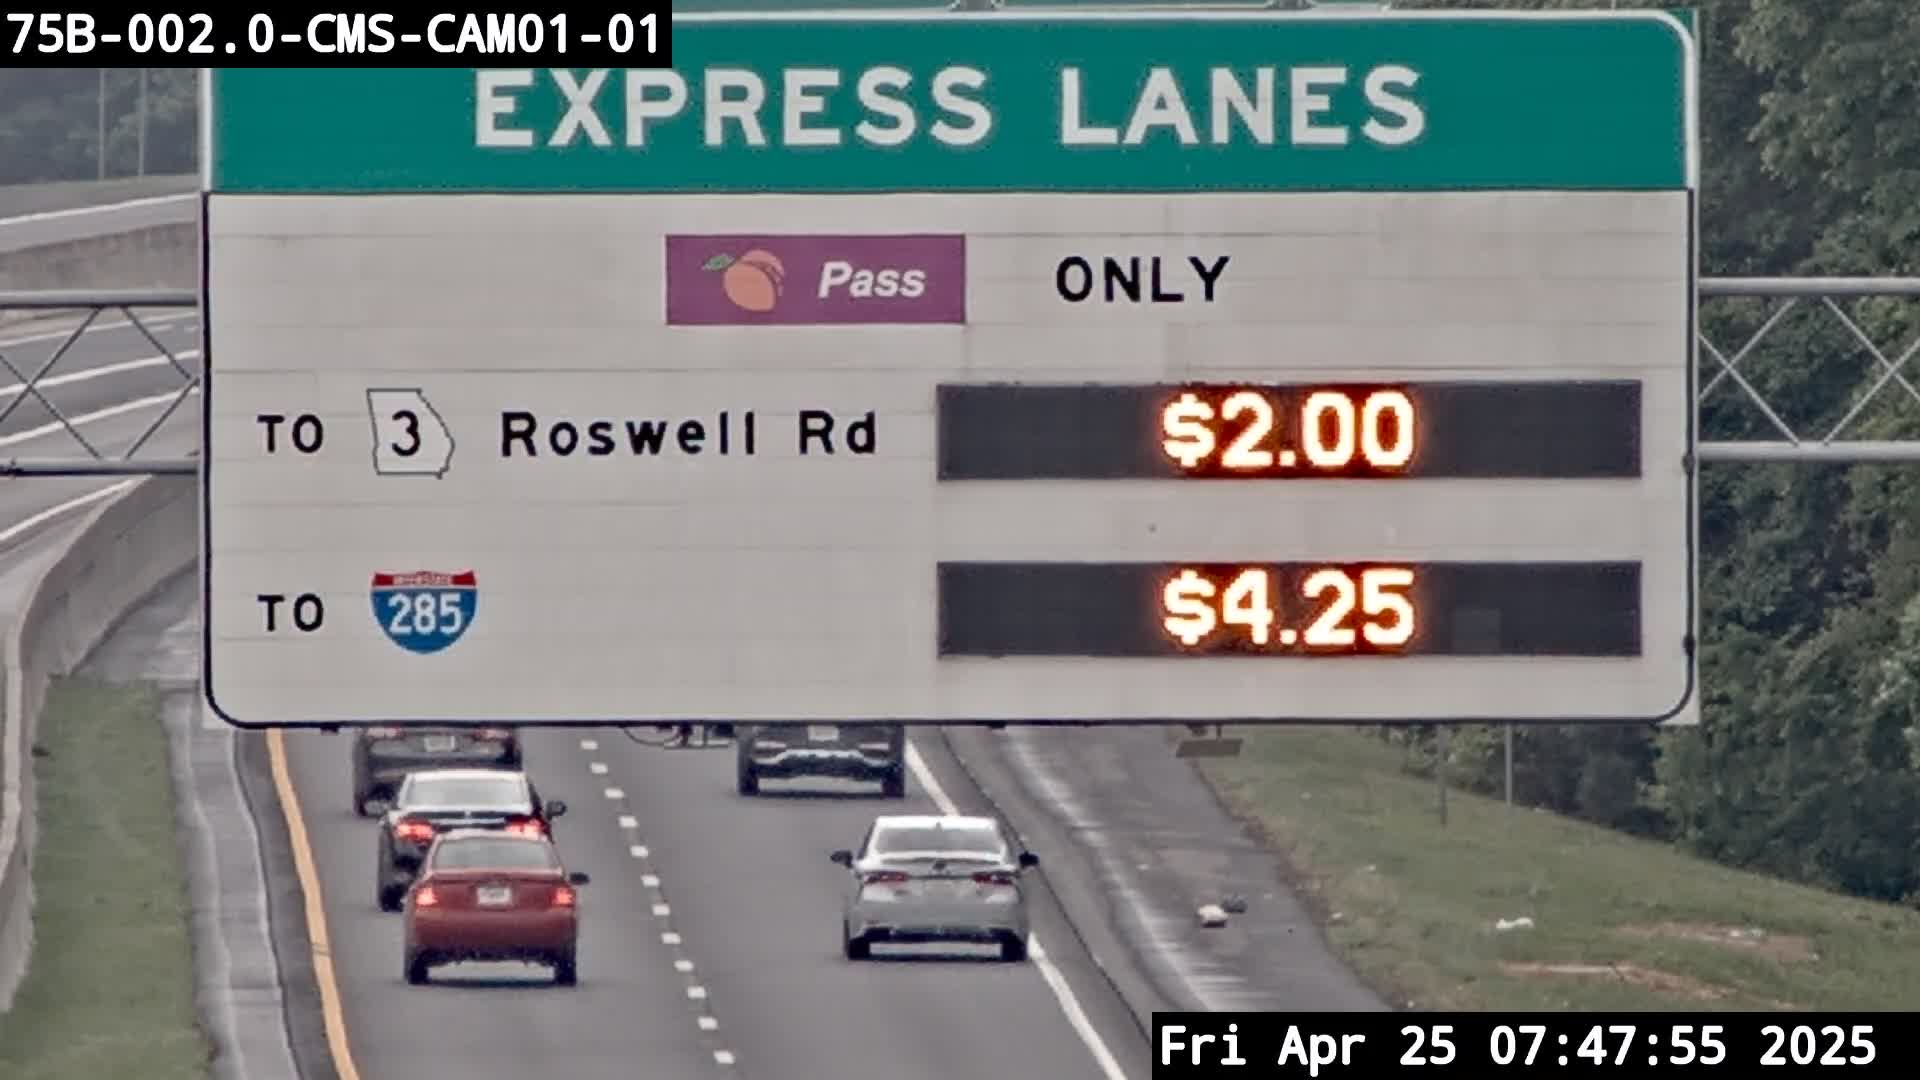 75B-002.0-CMS-CAM01-01
EXPRESS LANES
Pass ONLY
TO 3 Roswell Rd $2.00
TO INTERSTATE 285 $4.25
Fri Apr 25 07:47:55 2025